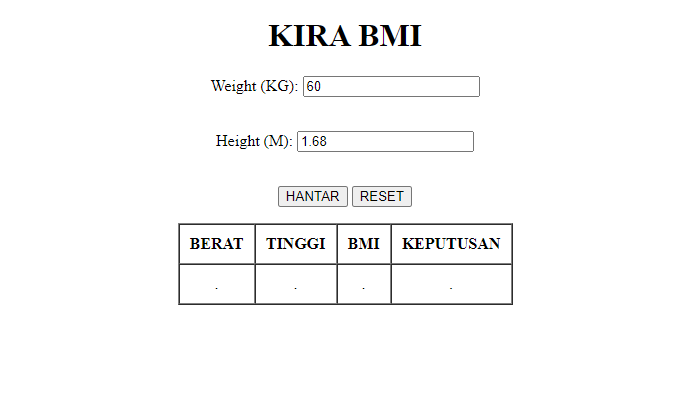 KIRA BMI
Weight (KG): 60
Height (M): 1.68
HANTAR RESET
BERAT TINGGI BMI KEPUTUSAN
. . . .